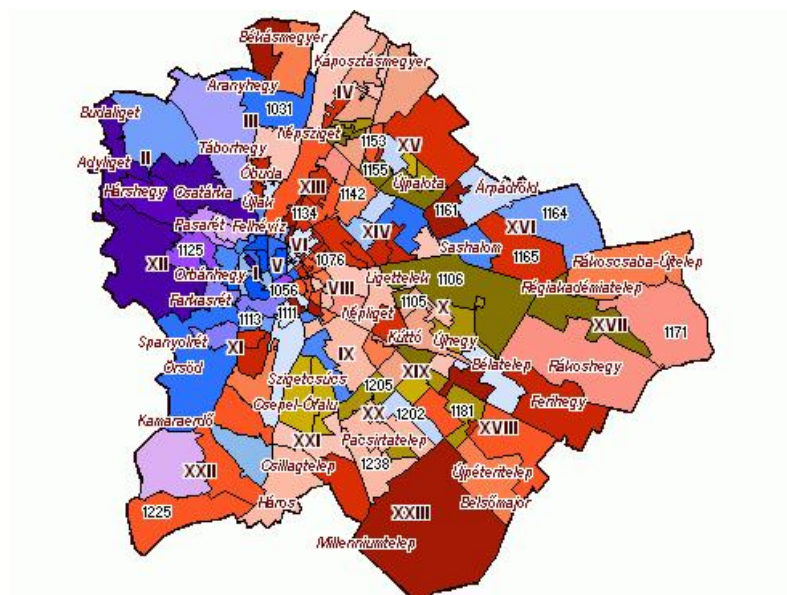 Békásmegyer
Káposztásmegyer
Aranyhegy
IV
1031
Budaliget
III
Népsziget
1153
XV
II
Táborhegy
1155
Adyliget
Óbuda
Újpalota
Árpádföld
Hárshegy
Csatárka
XIII
1142
Újlak
1134
1161
1164
Pasarét
Felhévíz
XIV
XVI
VI
Sashalom
1165
XII
1125
1076
Rákoscsaba-Újtelep
Orbánhegy
I
V
Ligettelek
1106
Régiakadémiatelep
1056
VIII
Farkasrét
1105
X
1113
1111
Népliget
XVII
1171
Spanyolrét
Kúttó
Újhegy
XI
IX
Őrsöd
Bélatelep
Rákoshegy
Szigetcsúcs
XIX
1205
Ferihegy
Csepel-Ófalu
XX
1202
1181
Kamaraerdő
XVIII
XXI
Pacsirtatelep
XXII
Csillagtelep
1238
Újpéteritelep
Háros
Belsőmajor
1225
XXIII
Millenniumtelep